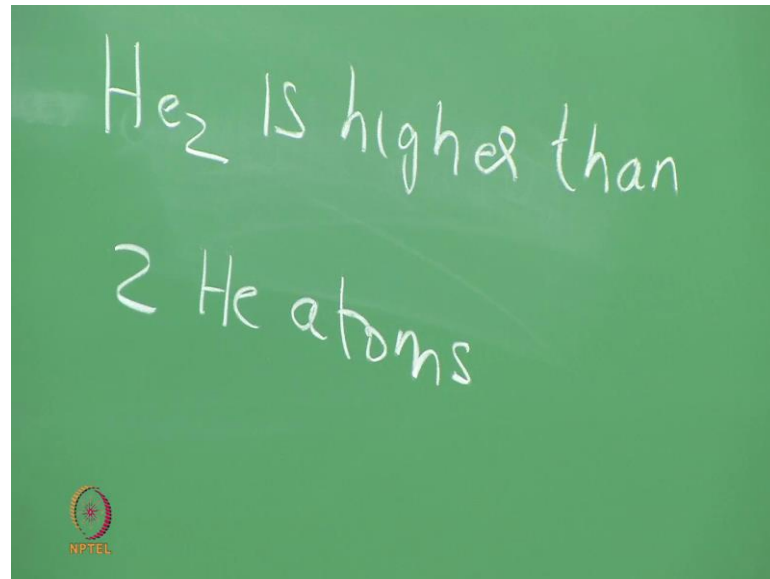 He₂ is higher than
2 He atoms
NPTEL